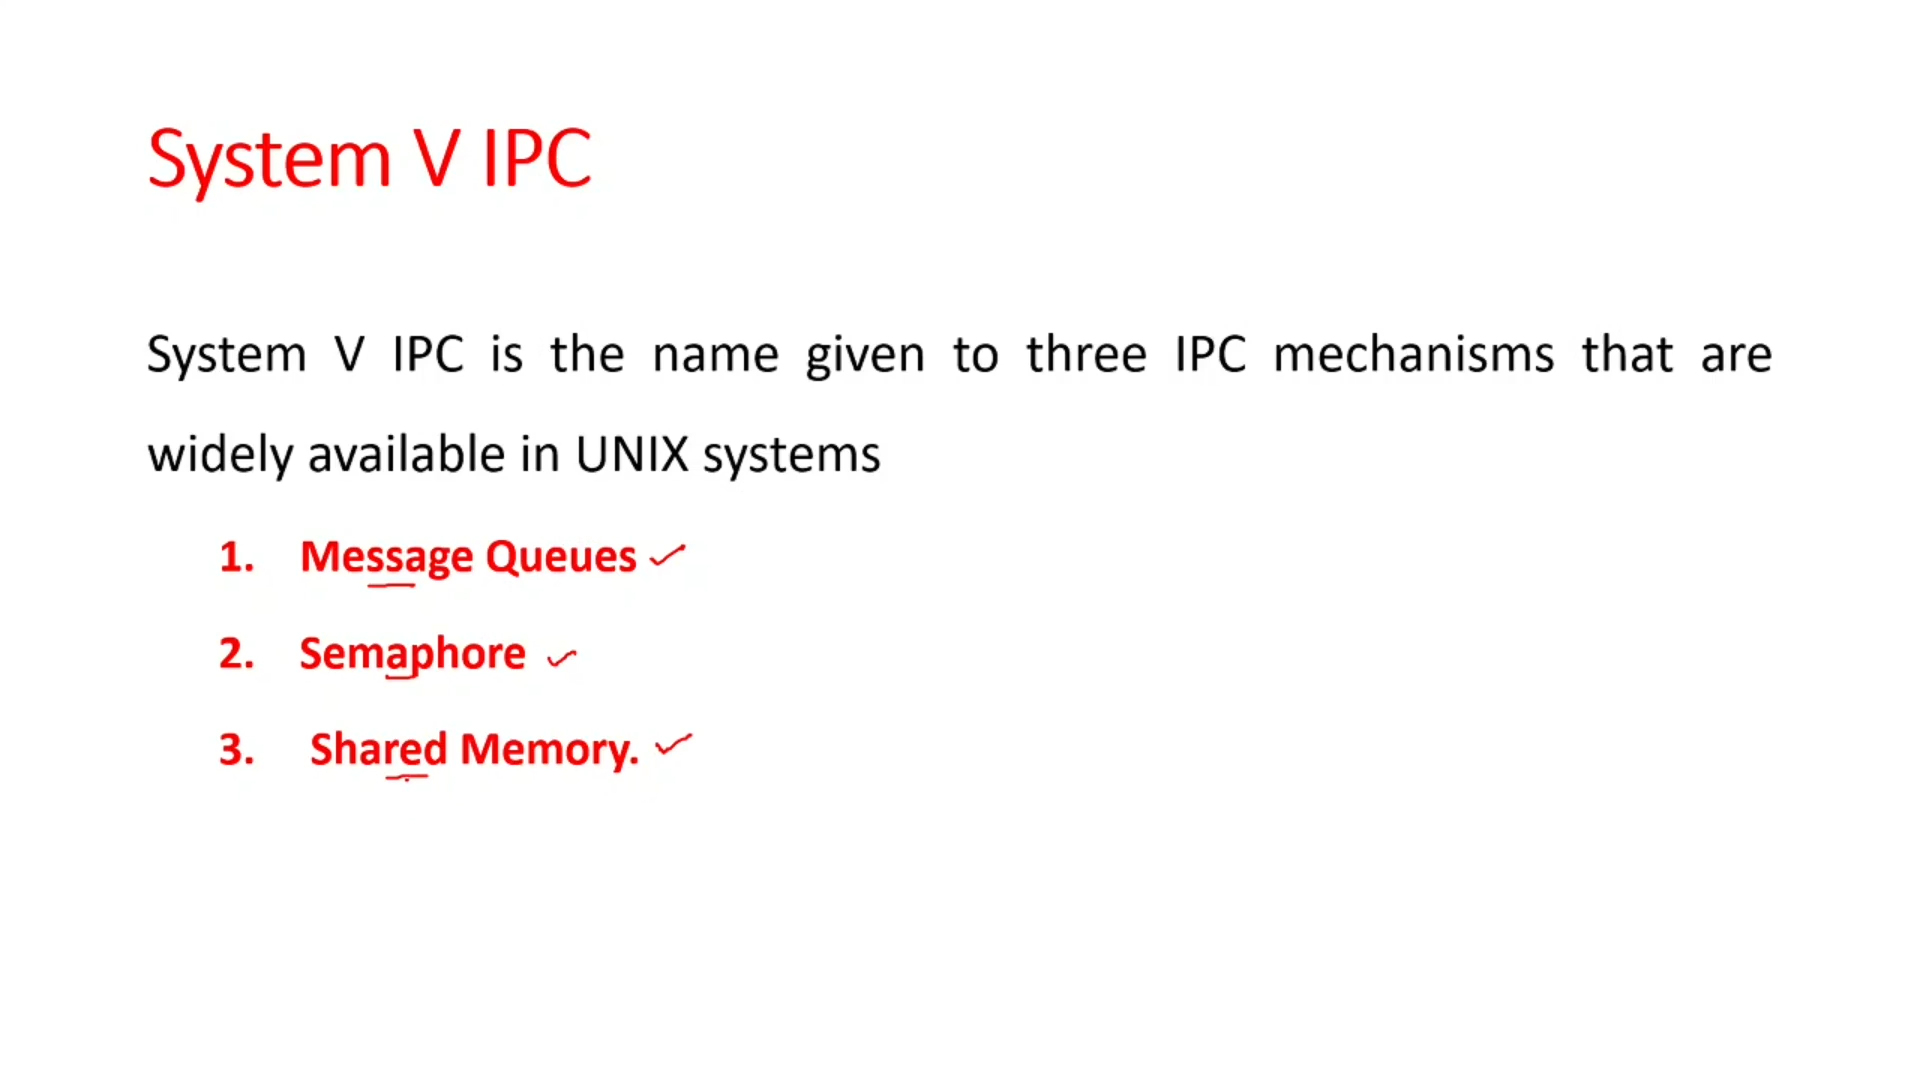 System V IPC
System V IPC is the name given to three IPC mechanisms that are
widely available in UNIX systems
1. Message Queues
2. Semaphore
3. Shared Memory.